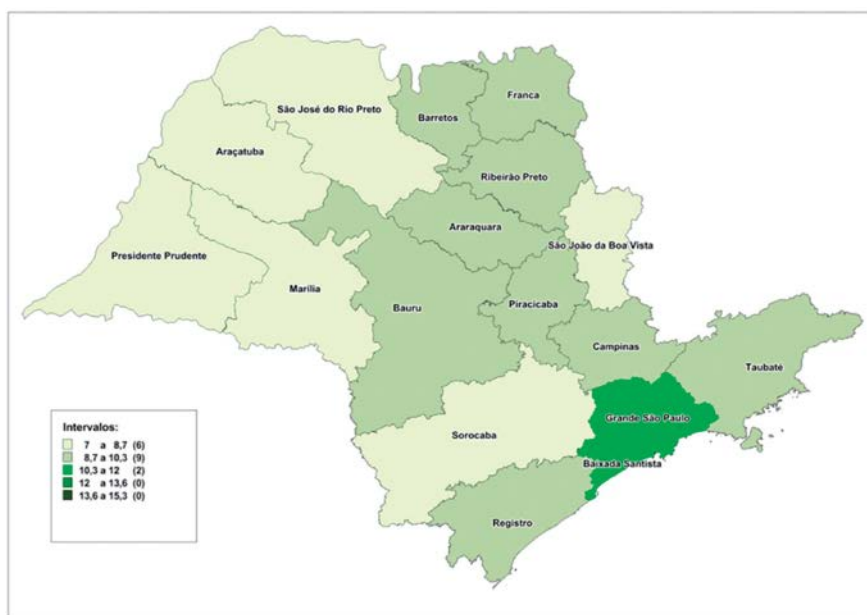 Franca
São José do Rio Preto
Barretos
Araçatuba
Ribeirão Preto
Araraquara
São João da Boa Vista
Presidente Prudente
Marília
Bauru
Piracicaba
Campinas
Taubaté
Grande São Paulo
Sorocaba
Baixada Santista
Registro
Intervalos:
7 a 8,7 (6)
8,7 a 10,3 (9)
10,3 a 12 (2)
12 a 13,6 (0)
13,6 a 15,3 (0)